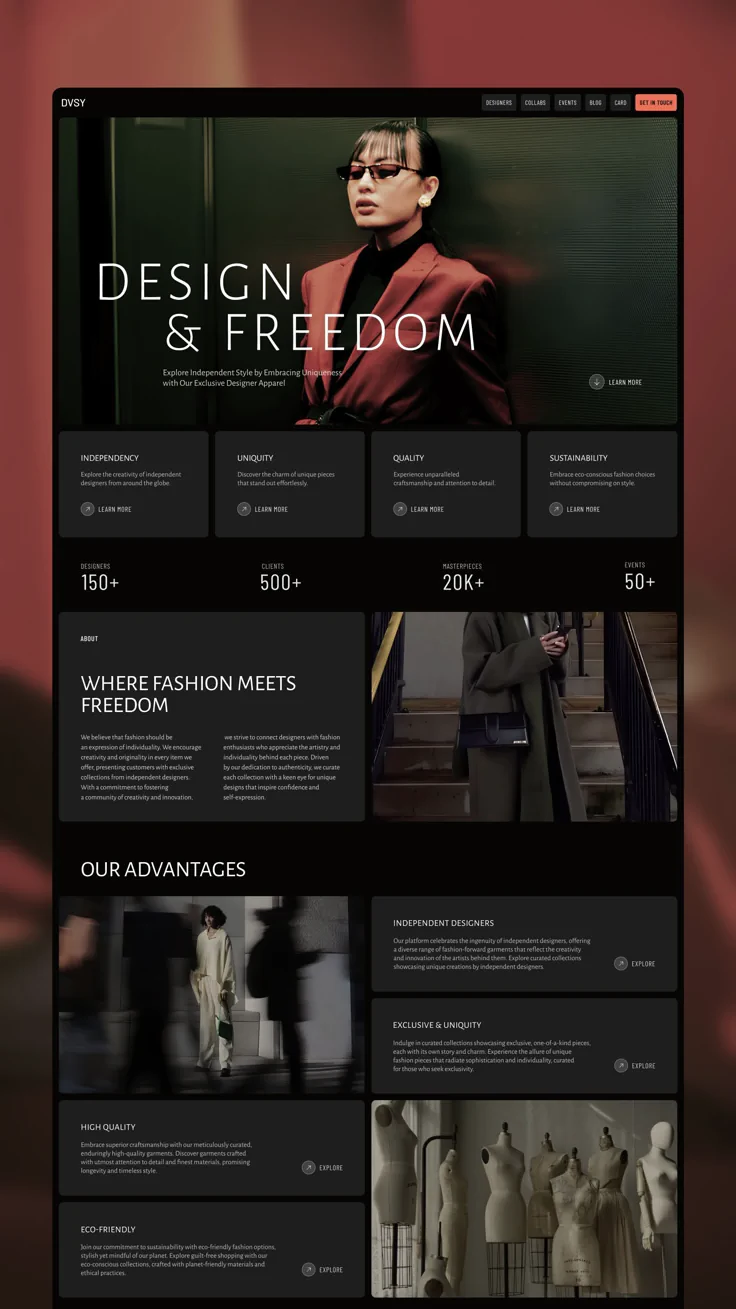 DVSY
DESIGNERS
COLLABS
EVENTS
BLOG
CARD
GET IN TOUCH
DESIGN
& FREEDOM
Explore Independent Style by Embracing Uniqueness
with Our Exclusive Designer Apparel
LEARN MORE
INDEPENDENCY
Explore the creativity of independent
designers from around the globe.
LEARN MORE
UNIQUITY
Discover the charm of unique pieces
that stand out effortlessly.
LEARN MORE
QUALITY
Experience unparalleled
craftsmanship and attention to detail.
LEARN MORE
SUSTAINABILITY
Embrace eco-conscious fashion choices
without compromising on style.
LEARN MORE
DESIGNERS
150+
CLIENTS
500+
MASTERPIECES
20K+
EVENTS
50+
ABOUT
WHERE FASHION MEETS
FREEDOM
We believe that fashion should be
an expression of individuality. We encourage
creativity and originality in every item we
offer, presenting customers with exclusive
collections from independent designers.
With a commitment to fostering
a community of creativity and innovation.
we strive to connect designers with fashion
enthusiasts who appreciate the artistry and
individuality behind each piece. Driven
by our dedication to authenticity, we curate
each collection with a keen eye for unique
designs that inspire confidence and
self-expression.
OUR ADVANTAGES
INDEPENDENT DESIGNERS
Our platform celebrates the ingenuity of independent designers, offering
a diverse range of fashion-forward garments that reflect the creativity
and innovation of the artists behind them. Explore curated collections
showcasing unique creations by independent designers.
EXPLORE
EXCLUSIVE & UNIQUITY
Indulge in curated collections showcasing exclusive, one-of-a-kind pieces,
each with its own story and charm. Experience the allure of unique
fashion pieces that radiate sophistication and individuality, curated
for those who seek exclusivity.
EXPLORE
HIGH QUALITY
Embrace superior craftsmanship with our meticulously curated,
enduringly high-quality garments. Discover garments crafted
with utmost attention to detail and finest materials, promising
longevity and timeless style.
EXPLORE
ECO-FRIENDLY
Join our commitment to sustainability with eco-friendly fashion options,
stylish yet mindful of our planet. Explore guilt-free shopping with our
eco-conscious collections, crafted with planet-friendly materials and
ethical practices.
EXPLORE